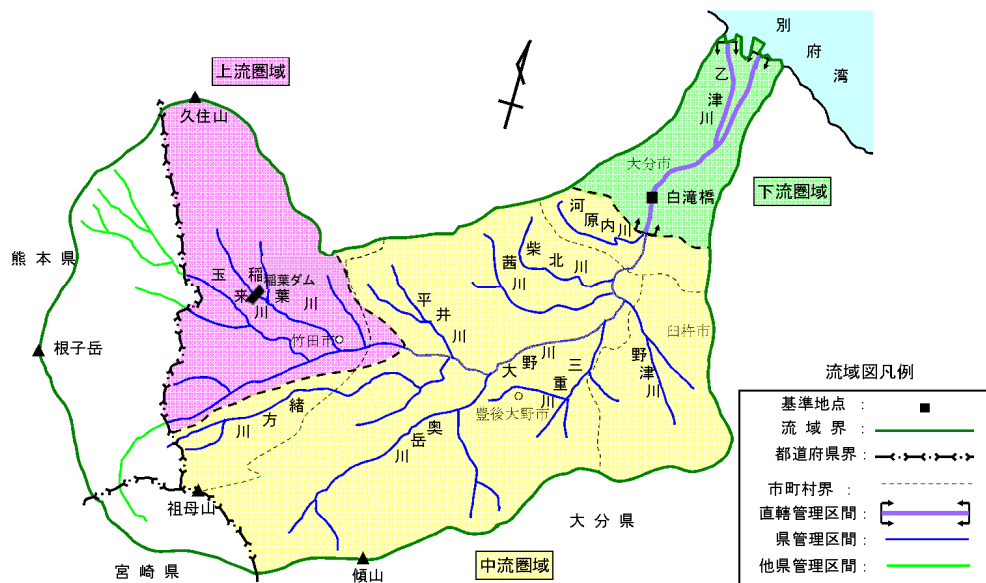 別府湾
上流圏域
久住山
乙津川
大分市
白滝橋
下流圏域
河原内川
熊本県
玉来川
稲葉川
稲葉ダム
竹田市
柴北川
茜川
平井川
臼杵市
根子岳
大野川
三重川
野津川
豊後大野市
緒方川
奥岳川
祖母山
大分県
宮崎県
傾山
中流圏域
流域図凡例
基準地点：
流域界：
都道府県界：
市町村界：
直轄管理区間：
県管理区間：
他県管理区間：